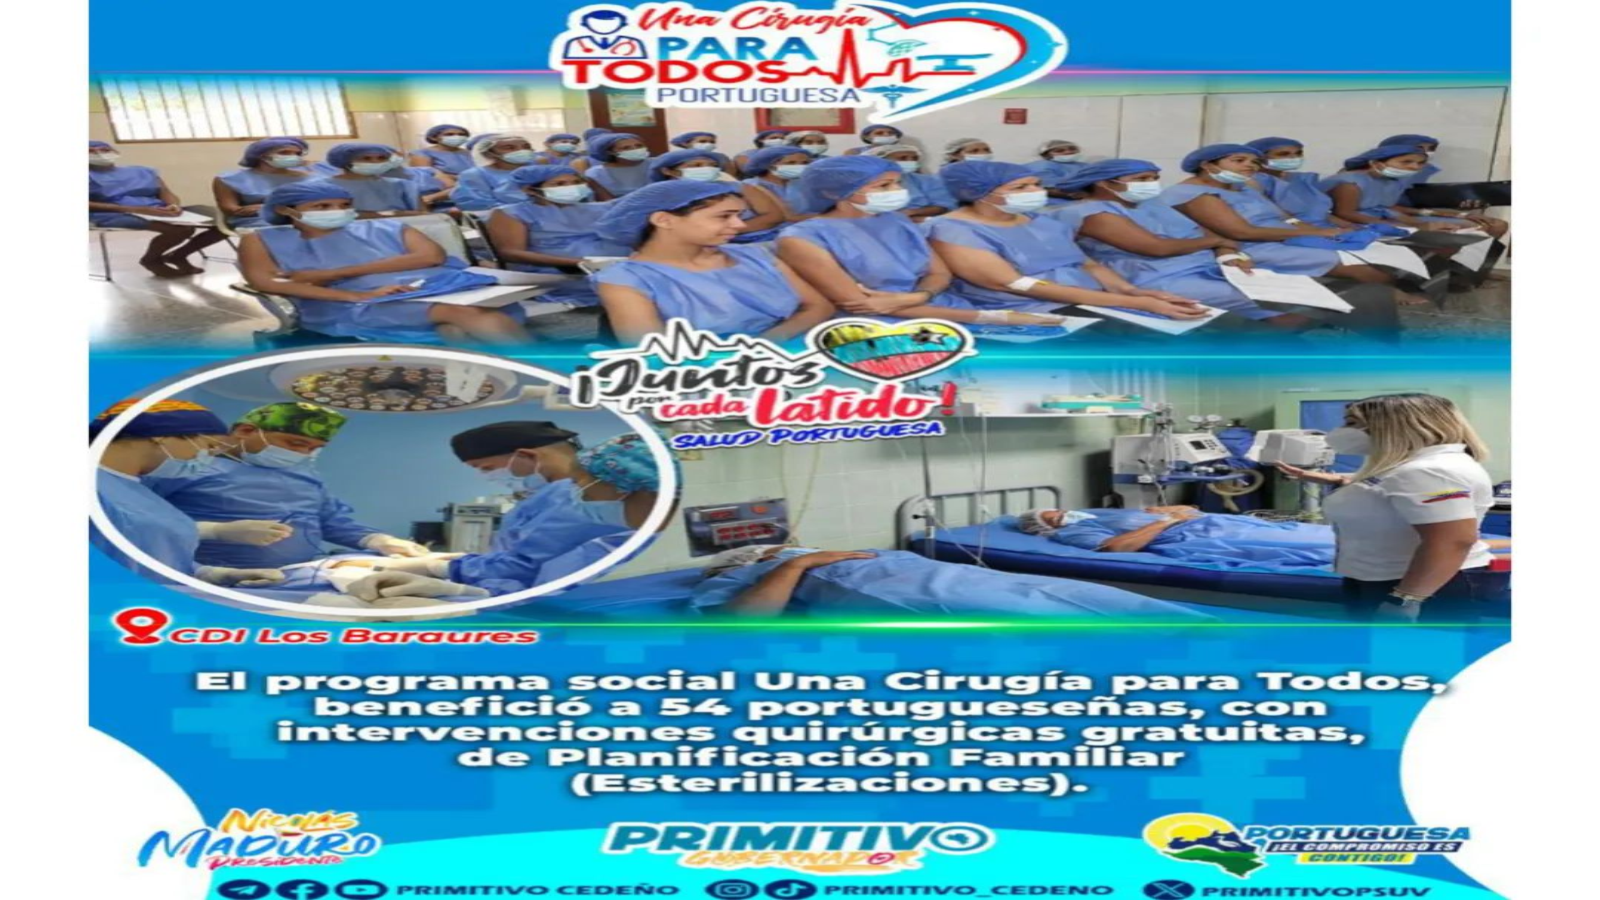 Una Cirugía
PARA
TODOS
PORTUGUESA
¡Juntos
por cada latido!
SALUD PORTUGUESA
CDI Los Baraures
El programa social Una Cirugía para Todos,
benefició a 54 portugueseñas, con
intervenciones quirúrgicas gratuitas,
de Planificación Familiar
(Esterilizaciones).
NICOLÁS
MADURO
PRESIDENTE
PRIMITIVO
GOBERNADOR
PORTUGUESA
¡EL COMPROMISO ES
CONTIGO!
PRIMITIVO CEDEÑO PRIMITIVO_CEDENO PRIMITIVOPSUV